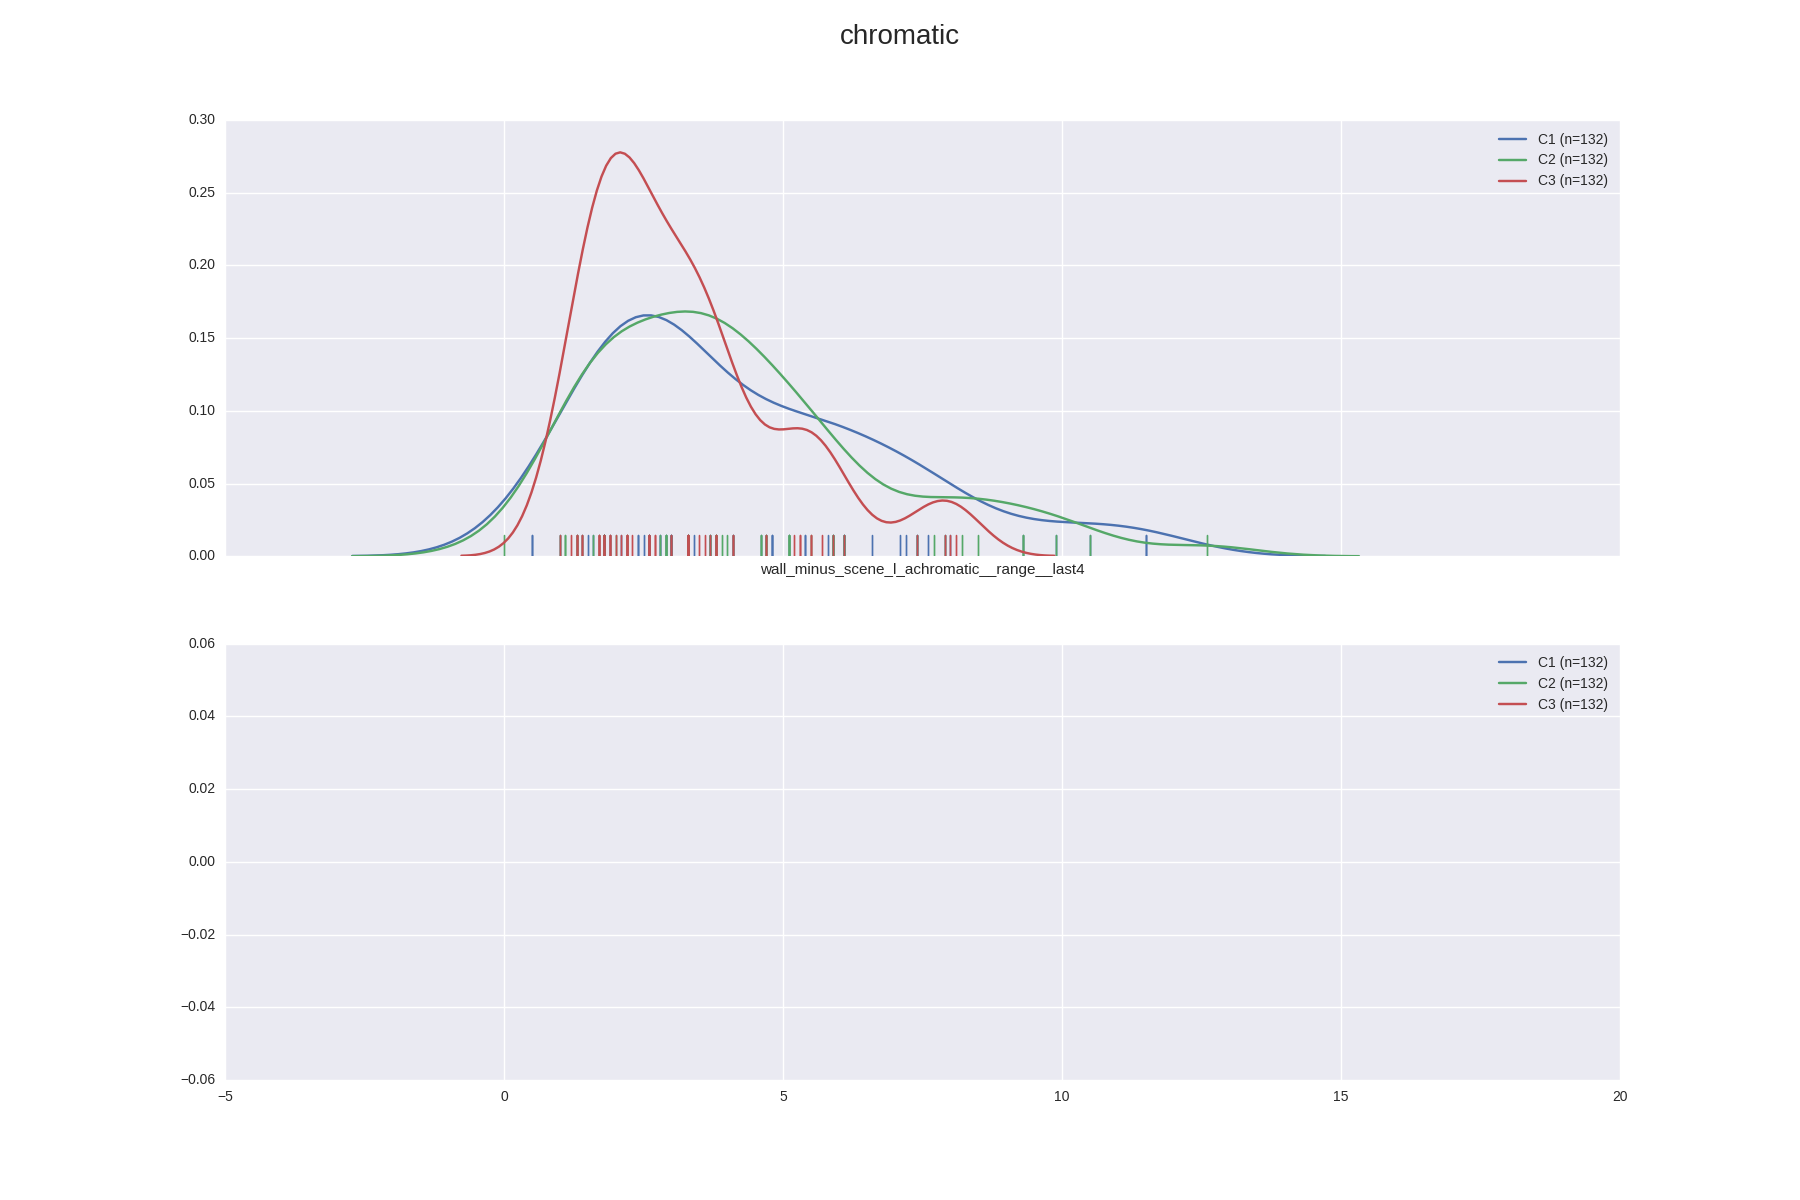 chromatic
0.30
0.25
0.20
0.15
0.10
0.05
0.00
C1 (n=132)
C2 (n=132)
C3 (n=132)
wall_minus_scene_l_achromatic__range__last4
0.06
0.04
0.02
0.00
−0.02
−0.04
−0.06
C1 (n=132)
C2 (n=132)
C3 (n=132)
−5 0 5 10 15 20